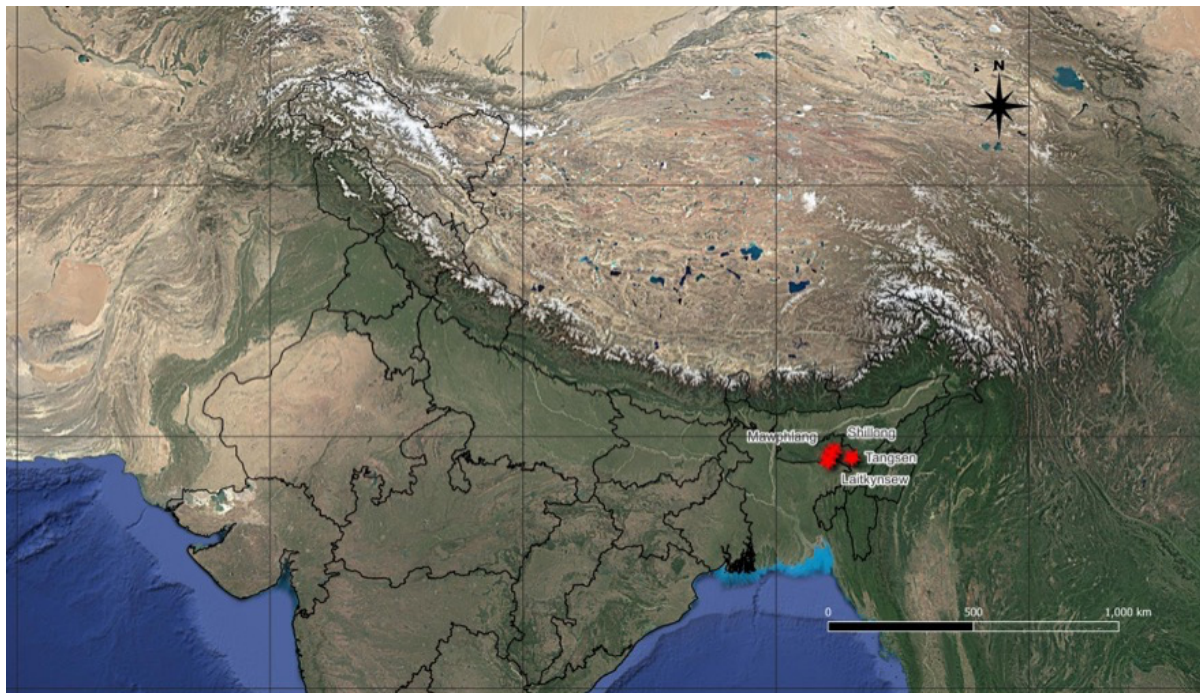 N
Mawphlang
Shillong
Tangsen
Laitkynsew
0 500 1,000 km